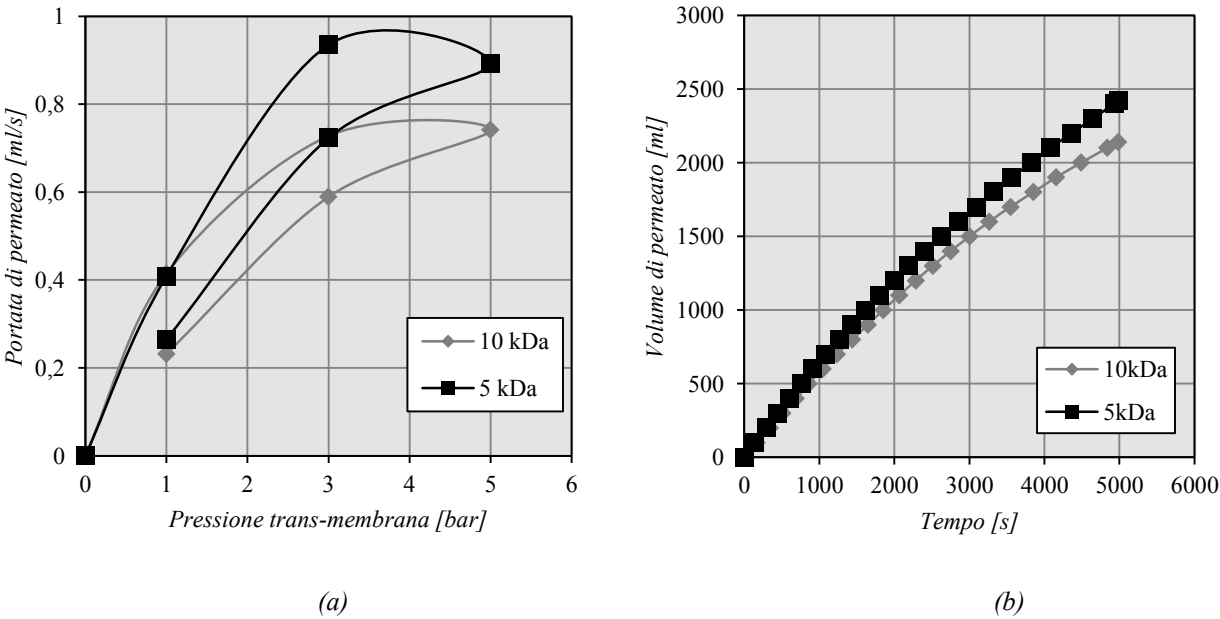 Portata di permeato [ml/s]
1
0,8
0,6
0,4
0,2
0
0 1 2 3 4 5 6
Pressione trans-membrana [bar]
10 kDa
5 kDa
(a)
Volume di permeato [ml]
3000
2500
2000
1500
1000
500
0
0 1000 2000 3000 4000 5000 6000
Tempo [s]
10kDa
5kDa
(b)